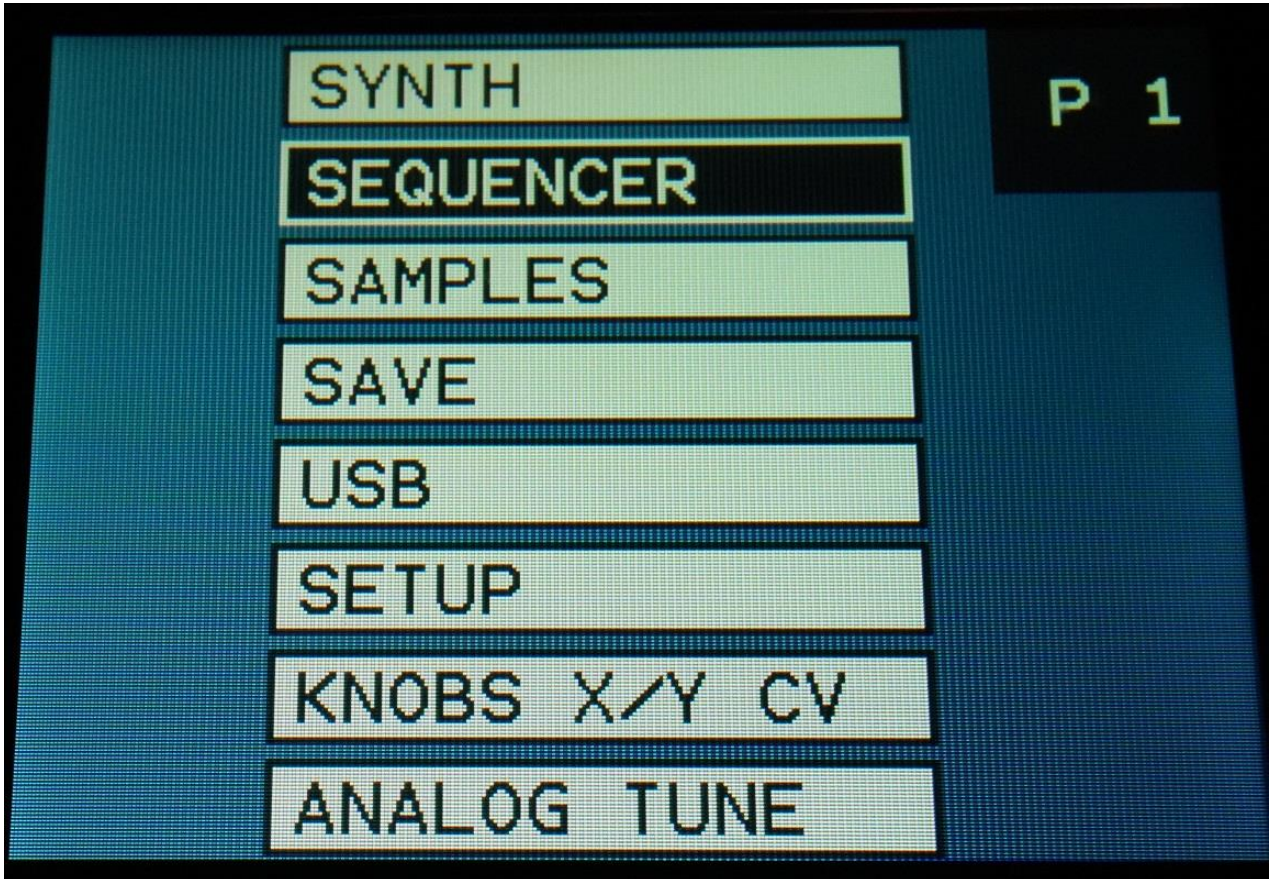 SYNTH
P 1
SEQUENCER
SAMPLES
SAVE
USB
SETUP
KNOBS X/Y CV
ANALOG TUNE